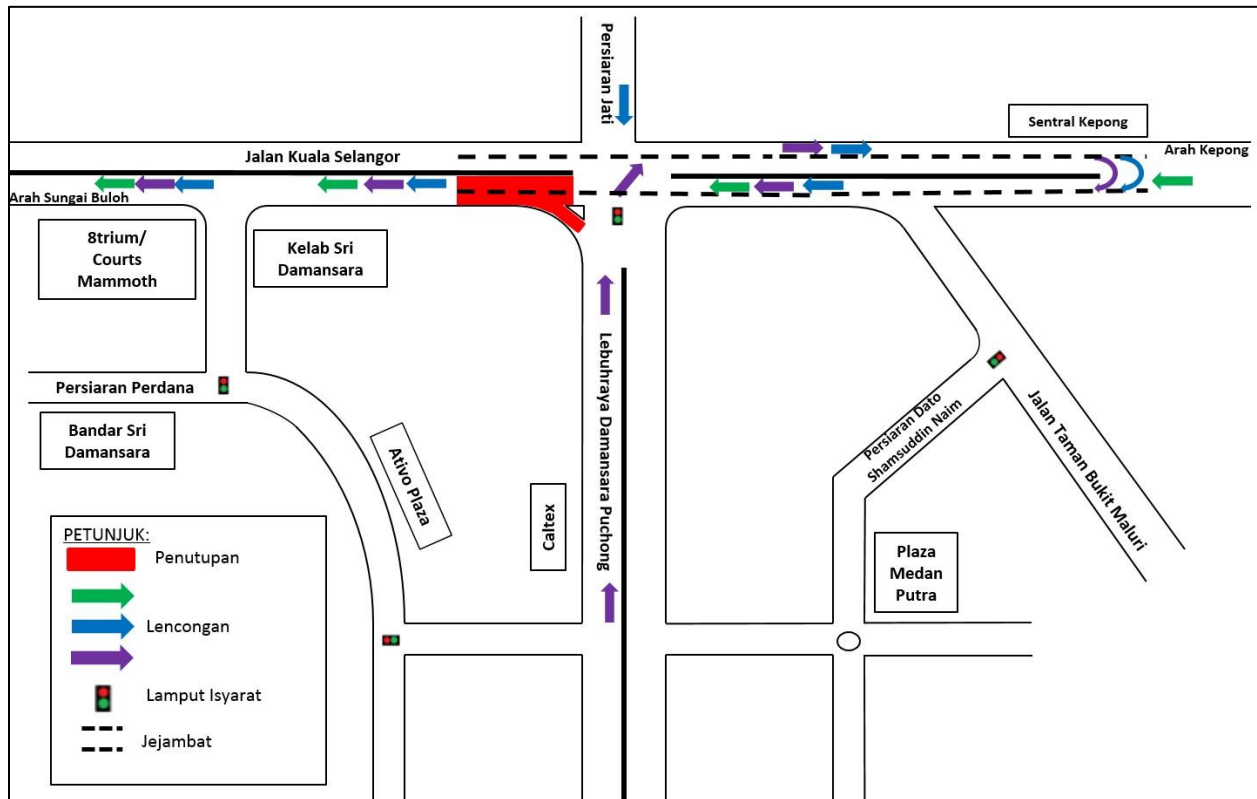 Persiaran Jati
Sentral Kepong
Jalan Kuala Selangor
Arah Kepong
Arah Sungai Buloh
8trium/
Courts
Mammoth
Kelab Sri
Damansara
Lebuhraya Damansara Puchong
Persiaran Perdana
Bandar Sri
Damansara
Ativo Plaza
Caltex
Persiaran Dato
Shamsuddin Naim
Jalan Taman Bukit Maluri
Plaza
Medan
Putra
PETUNJUK:
Penutupan
Lencongan
Lamput Isyarat
Jejambat